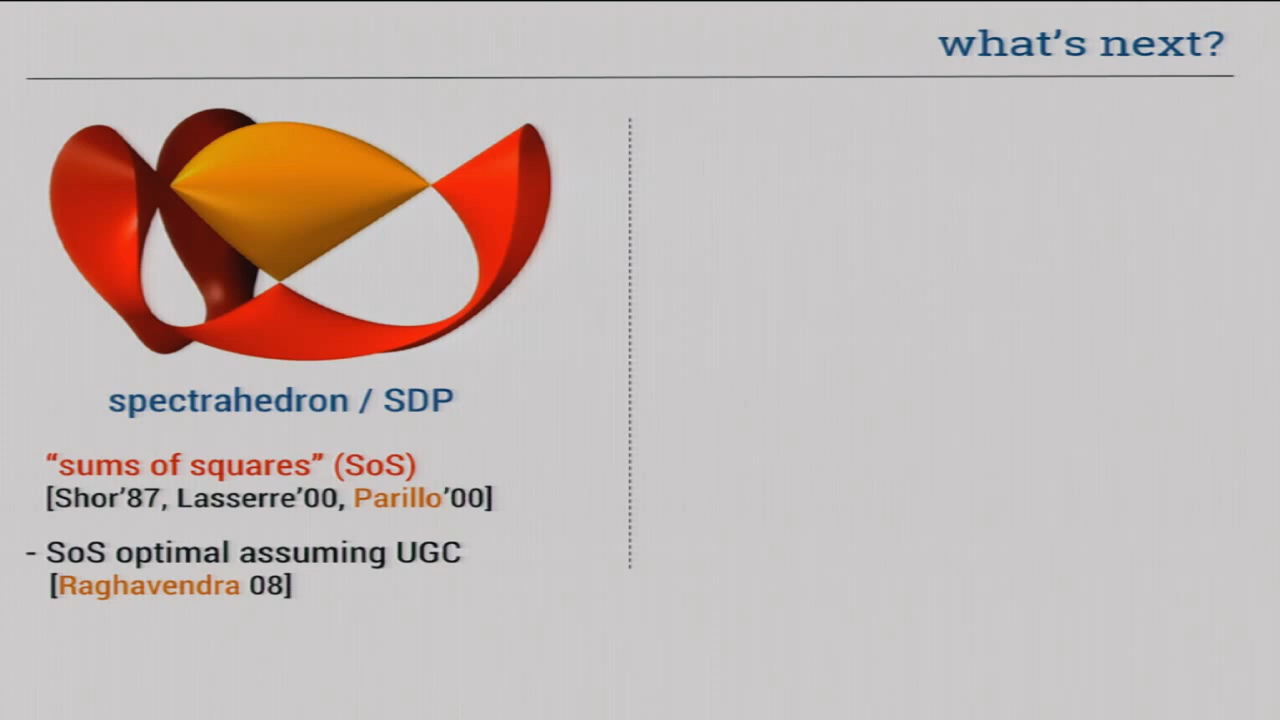 what's next?
spectrahedron / SDP
“sums of squares” (SoS)
[Shor’87, Lasserre’00, Parillo’00]
- SoS optimal assuming UGC
[Raghavendra 08]